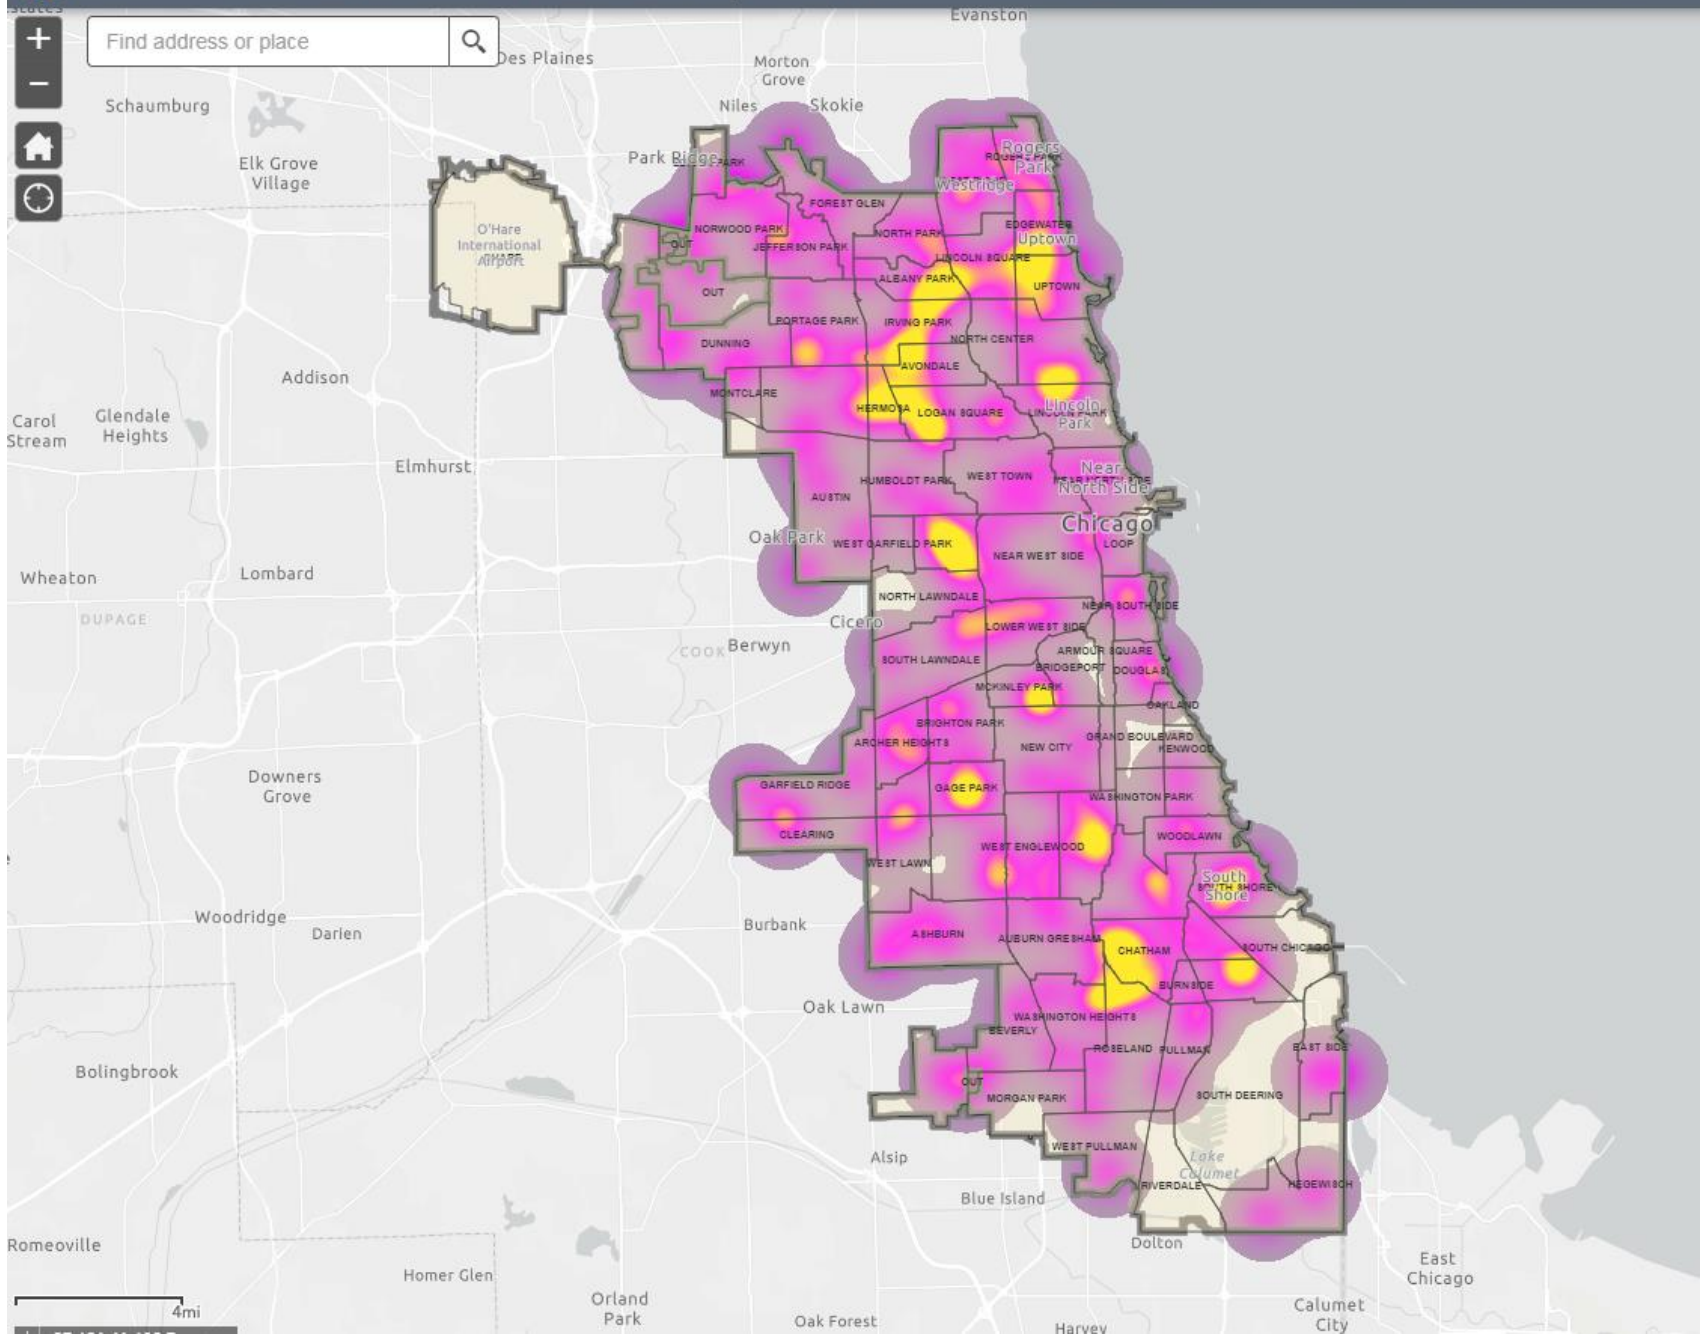 Evanston
+
Find address or place
−
Des Plaines
Morton
Grove
Schaumburg
Niles
Skokie
Elk Grove
Village
Park Ridge
PARK
Rogers
Park
ROGERS PARK
Westridge
FOREST GLEN
O'Hare
International
Airport
NORWOOD PARK
OUT
JEFFERSON PARK
NORTH PARK
EDGEWATER
Uptown
LINCOLN SQUARE
ALBANY PARK
UPTOWN
OUT
PORTAGE PARK
IRVING PARK
NORTH CENTER
DUNNING
AVONDALE
Addison
MONTCLARE
HERMOSA
LOGAN SQUARE
Lincoln
Park
LINCOLN PARK
Carol
Stream
Glendale
Heights
Elmhurst
HUMBOLDT PARK
WEST TOWN
Near
North Side
AUSTIN
Chicago
Oak Park
WEST GARFIELD PARK
NEAR WEST SIDE
LOOP
Wheaton
Lombard
NORTH LAWNDALE
NEAR SOUTH SIDE
DUPAGE
Cicero
LOWER WEST SIDE
COOK
Berwyn
SOUTH LAWNDALE
ARMOUR SQUARE
BRIDGEPORT
DOUGLAS
MCKINLEY PARK
OAKLAND
BRIGHTON PARK
ARCHER HEIGHTS
NEW CITY
GRAND BOULEVARD
KENWOOD
Downers
Grove
GARFIELD RIDGE
GAGE PARK
WASHINGTON PARK
CLEARING
WEST ENGLEWOOD
WOODLAWN
WEST LAWN
South
Shore
SOUTH SHORE
Woodridge
Darien
Burbank
ASHBURN
AUBURN GRESHAM
CHATHAM
SOUTH CHICAGO
BURNSIDE
Oak Lawn
WASHINGTON HEIGHTS
BEVERLY
ROSELAND
PULLMAN
EAST SIDE
Bolingbrook
OUT
MORGAN PARK
SOUTH DEERING
WEST PULLMAN
Alsip
Lake
Calumet
RIVERDALE
HEGEWISCH
Blue Island
Romeoville
Dolton
Homer Glen
East
Chicago
4mi
Orland
Park
Oak Forest
Harvey
Calumet
City